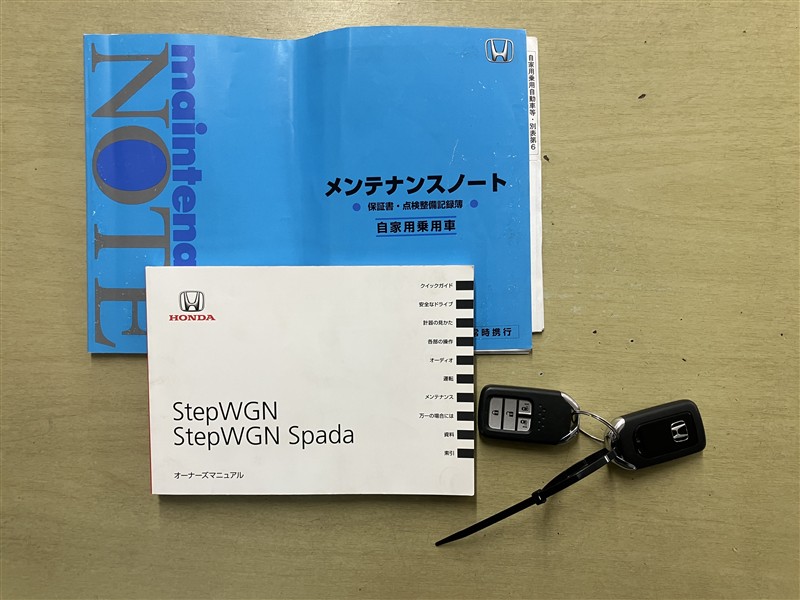 maintena
NOTE
自家用乗用自動車等・別表第6
メンテナンスノート
保証書・点検整備記録簿
自家用乗用車
時携行
HONDA
クイックガイド
安全なドライブ
計器の見かた
各部の操作
オーディオ
運転
メンテナンス
万一の場合には
資料
索引
StepWGN
StepWGN Spada
オーナーズマニュアル